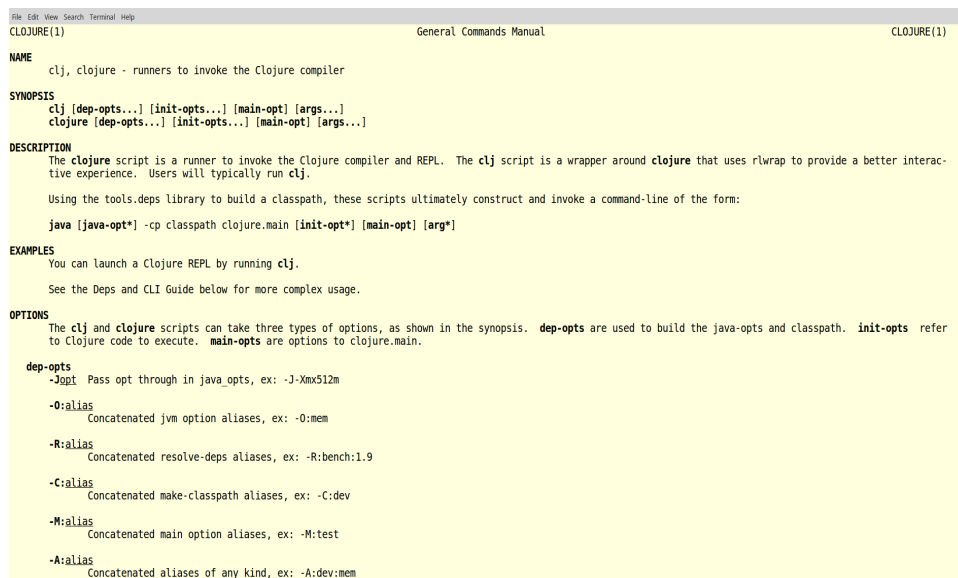 File Edit View Search Terminal Help
CLOJURE(1) General Commands Manual CLOJURE(1)
NAME
clj, clojure - runners to invoke the Clojure compiler
SYNOPSIS
clj [dep-opts...] [init-opts...] [main-opt] [args...]
clojure [dep-opts...] [init-opts...] [main-opt] [args...]
DESCRIPTION
The clojure script is a runner to invoke the Clojure compiler and REPL. The clj script is a wrapper around clojure that uses rlwrap to provide a better interac-
tive experience. Users will typically run clj.
Using the tools.deps library to build a classpath, these scripts ultimately construct and invoke a command-line of the form:
java [java-opt*] -cp classpath clojure.main [init-opt*] [main-opt] [arg*]
EXAMPLES
You can launch a Clojure REPL by running clj.
See the Deps and CLI Guide below for more complex usage.
OPTIONS
The clj and clojure scripts can take three types of options, as shown in the synopsis. dep-opts are used to build the java-opts and classpath. init-opts refer
to Clojure code to execute. main-opts are options to clojure.main.
dep-opts
-Jopt Pass opt through in java_opts, ex: -J-Xmx512m
-O:alias
Concatenated jvm option aliases, ex: -O:mem
-R:alias
Concatenated resolve-deps aliases, ex: -R:bench:1.9
-C:alias
Concatenated make-classpath aliases, ex: -C:dev
-M:alias
Concatenated main option aliases, ex: -M:test
-A:alias
Concatenated aliases of any kind, ex: -A:dev:mem